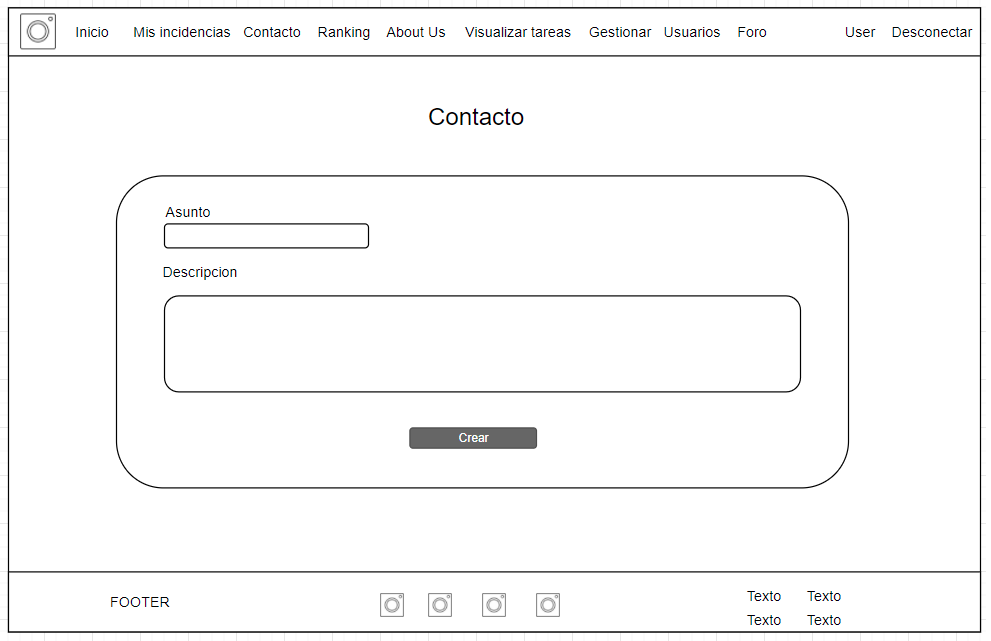 Inicio Mis incidencias Contacto Ranking About Us Visualizar tareas Gestionar Usuarios Foro User Desconectar
Contacto
Asunto
Descripcion
Crear
FOOTER
Texto Texto
Texto Texto